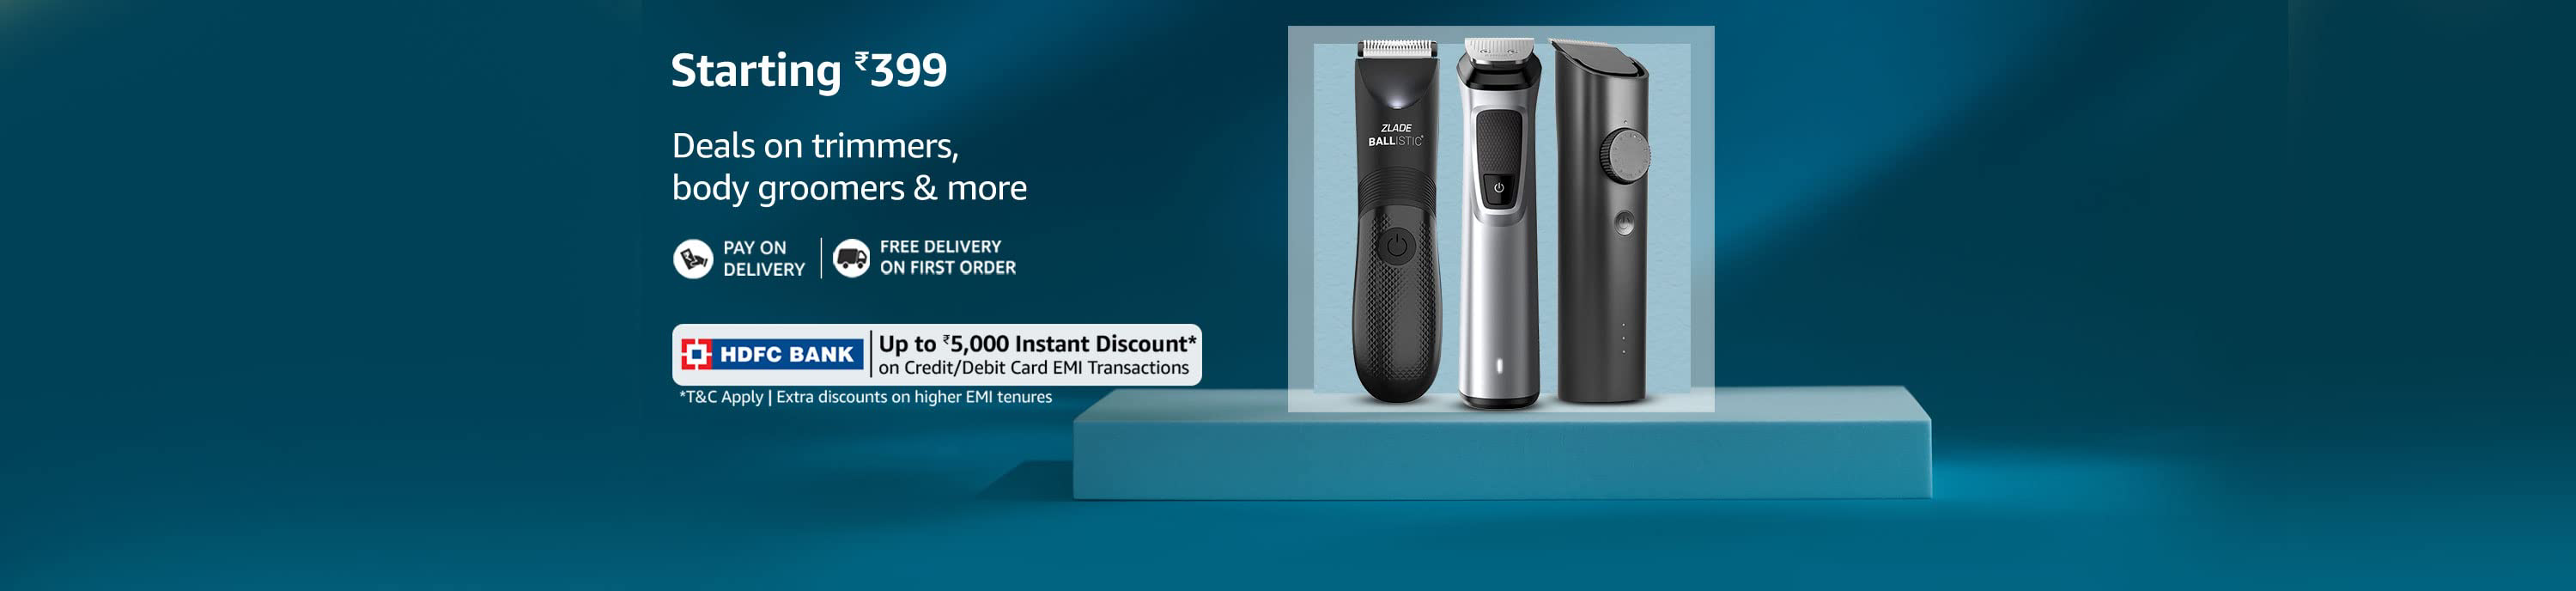 Starting ₹399
Deals on trimmers,
body groomers & more
PAY ON
DELIVERY
FREE DELIVERY
ON FIRST ORDER
HDFC BANK
Up to ₹5,000 Instant Discount*
on Credit/Debit Card EMI Transactions
*T&C Apply | Extra discounts on higher EMI tenures
ZLADE
BALLISTIC